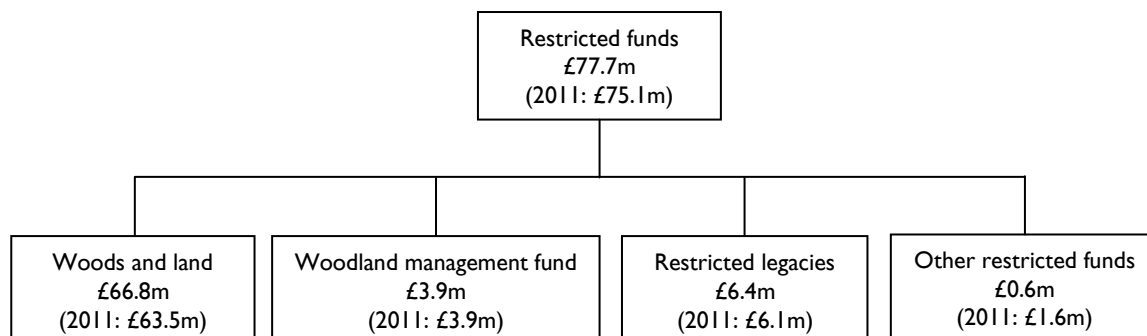 Restricted funds
£77.7m
(2011: £75.1m)
Woods and land
£66.8m
(2011: £63.5m)
Woodland management fund
£3.9m
(2011: £3.9m)
Restricted legacies
£6.4m
(2011: £6.1m)
Other restricted funds
£0.6m
(2011: £1.6m)